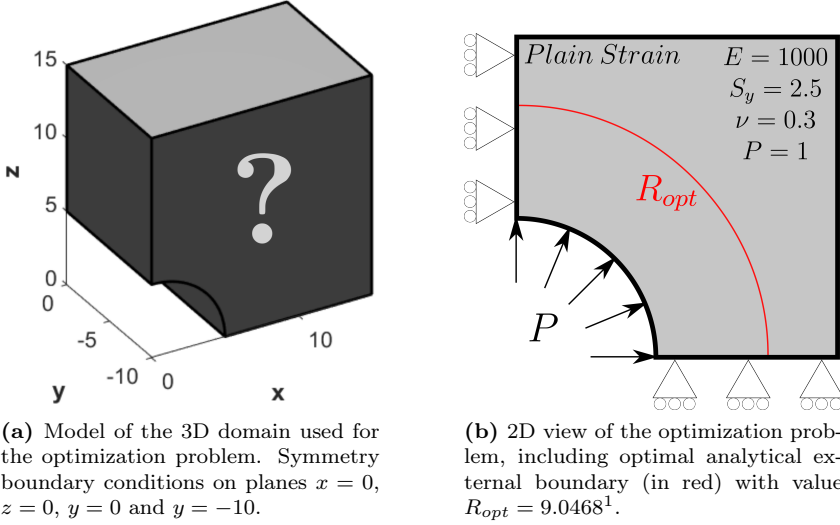 15
10
5
0
z
0
-5
-10
y
0
10
x
?
Plain Strain
E = 1000
S_y = 2.5
ν = 0.3
P = 1
R_opt
P
(a) Model of the 3D domain used for
the optimization problem. Symmetry
boundary conditions on planes x = 0,
z = 0, y = 0 and y = −10.
(b) 2D view of the optimization prob-
lem, including optimal analytical ex-
ternal boundary (in red) with value
R_opt = 9.0468¹.